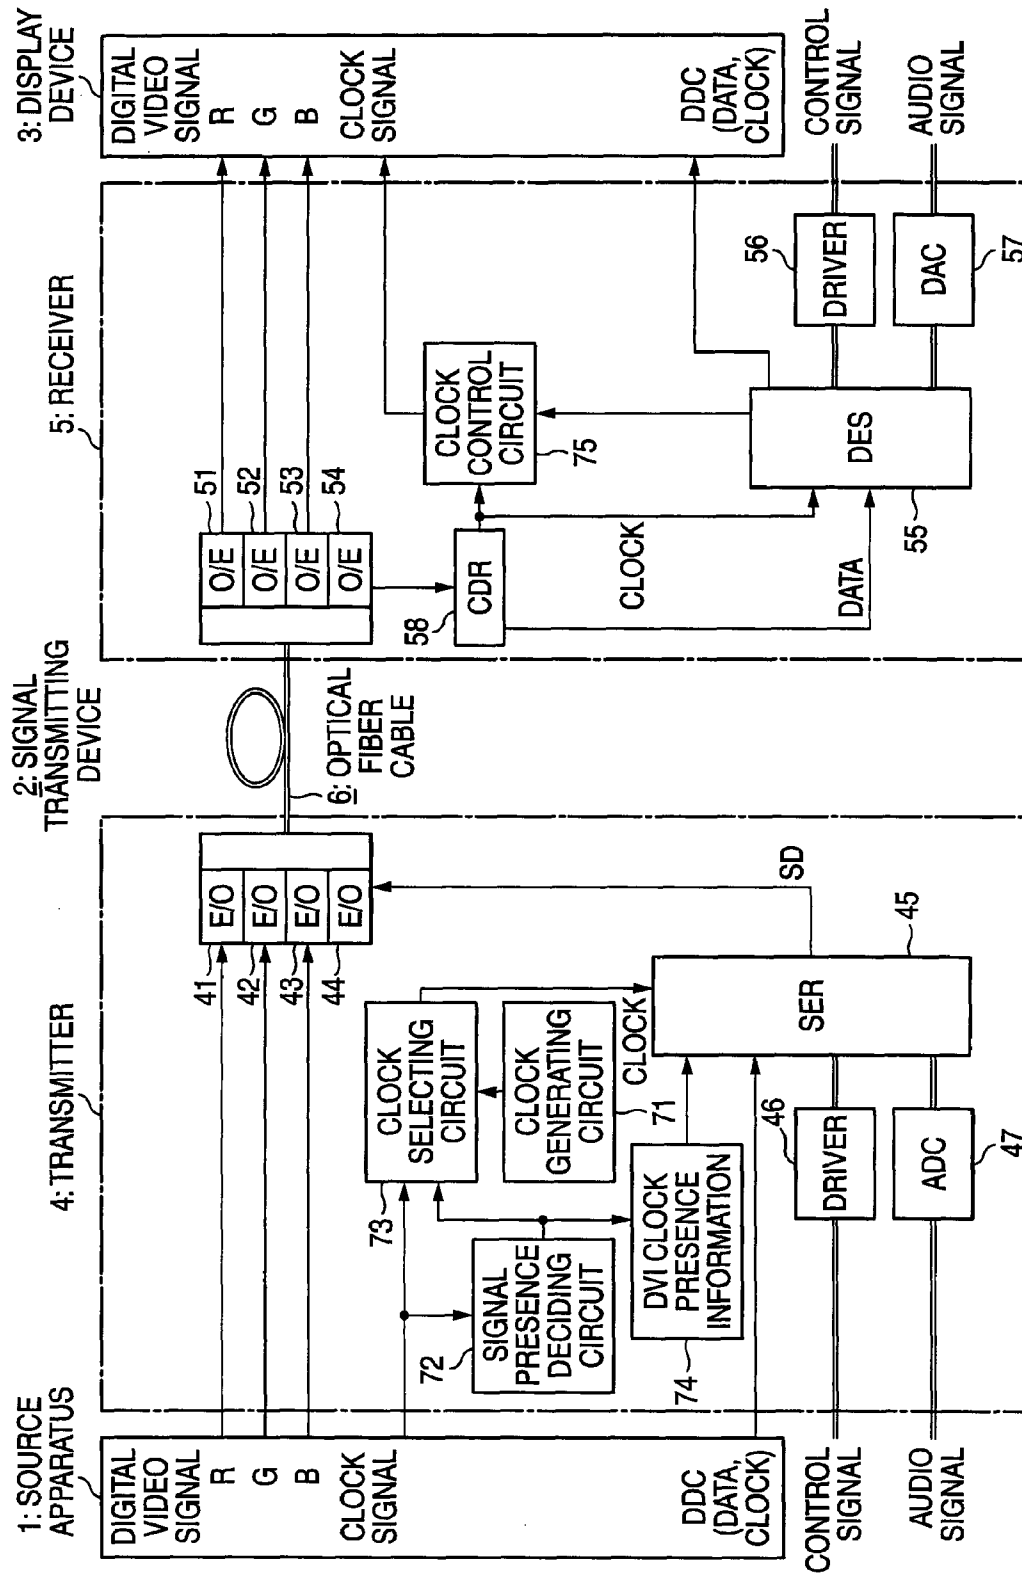 1: SOURCE
APPARATUS
DIGITAL
VIDEO
SIGNAL
R
G
B
CLOCK
SIGNAL
DDC
(DATA,
CLOCK)
CONTROL
SIGNAL
AUDIO
SIGNAL
4: TRANSMITTER
41
42
43
44
E/O
E/O
E/O
E/O
73
CLOCK
SELECTING
CIRCUIT
72
SIGNAL
PRESENCE
DECIDING
CIRCUIT
CLOCK
GENERATING
CIRCUIT
71
CLOCK
74
DVI CLOCK
PRESENCE
INFORMATION
46
DRIVER
ADC
47
SER
45
SD
2: SIGNAL
TRANSMITTING
DEVICE
6: OPTICAL
FIBER
CABLE
5: RECEIVER
O/E
O/E
O/E
O/E
51
52
53
54
58
CDR
CLOCK
CONTROL
CIRCUIT
75
CLOCK
DATA
DES
55
56
DRIVER
DAC
57
3: DISPLAY
DEVICE
DIGITAL
VIDEO
SIGNAL
R
G
B
CLOCK
SIGNAL
DDC
(DATA,
CLOCK)
CONTROL
SIGNAL
AUDIO
SIGNAL